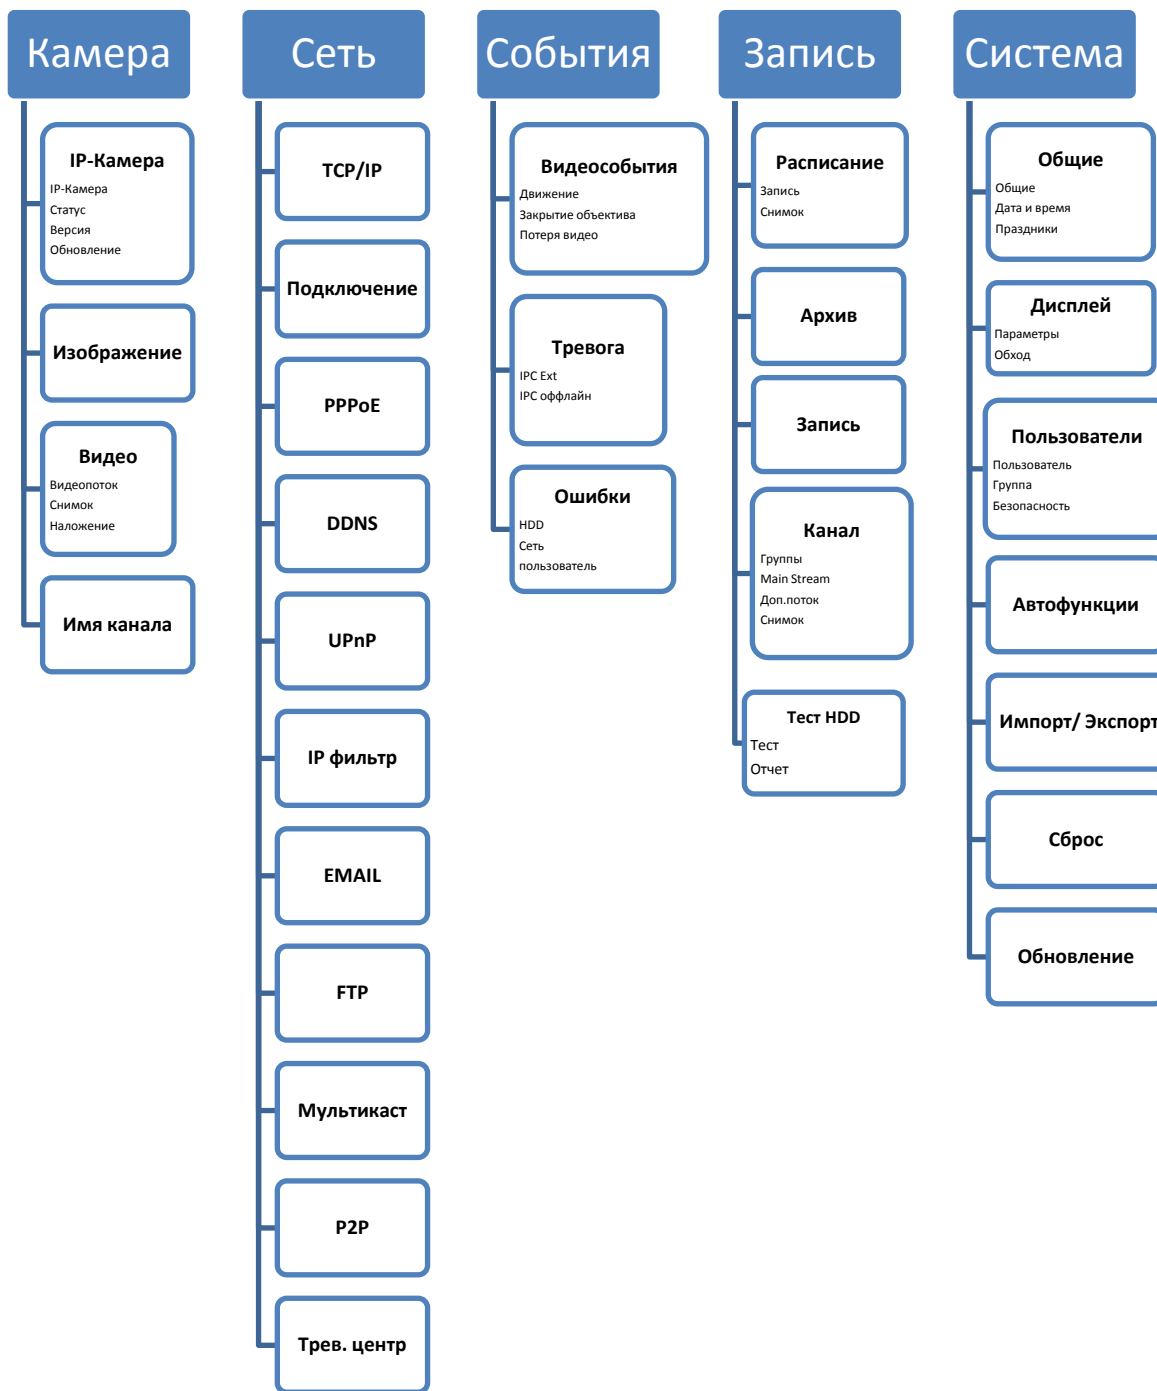 Камера
IP-Камера
IP-Камера
Статус
Версия
Обновление
Изображение
Видео
Видеопоток
Снимок
Наложение
Имя канала
Сеть
TCP/IP
Подключение
PPPoE
DDNS
UPnP
IP фильтр
EMAIL
FTP
Мультикаст
P2P
Трев. центр
События
Видеособытия
Движение
Закрытие объектива
Потеря видео
Тревога
IPC Ext
IPC оффлайн
Ошибки
HDD
Сеть
пользователь
Запись
Расписание
Запись
Снимок
Архив
Запись
Канал
Группы
Main Stream
Доп.поток
Снимок
Тест HDD
Тест
Отчет
Система
Общие
Общие
Дата и время
Праздники
Дисплей
Параметры
Обход
Пользователи
Пользователь
Группа
Безопасность
Автофункции
Импорт/ Экспорт
Сброс
Обновление